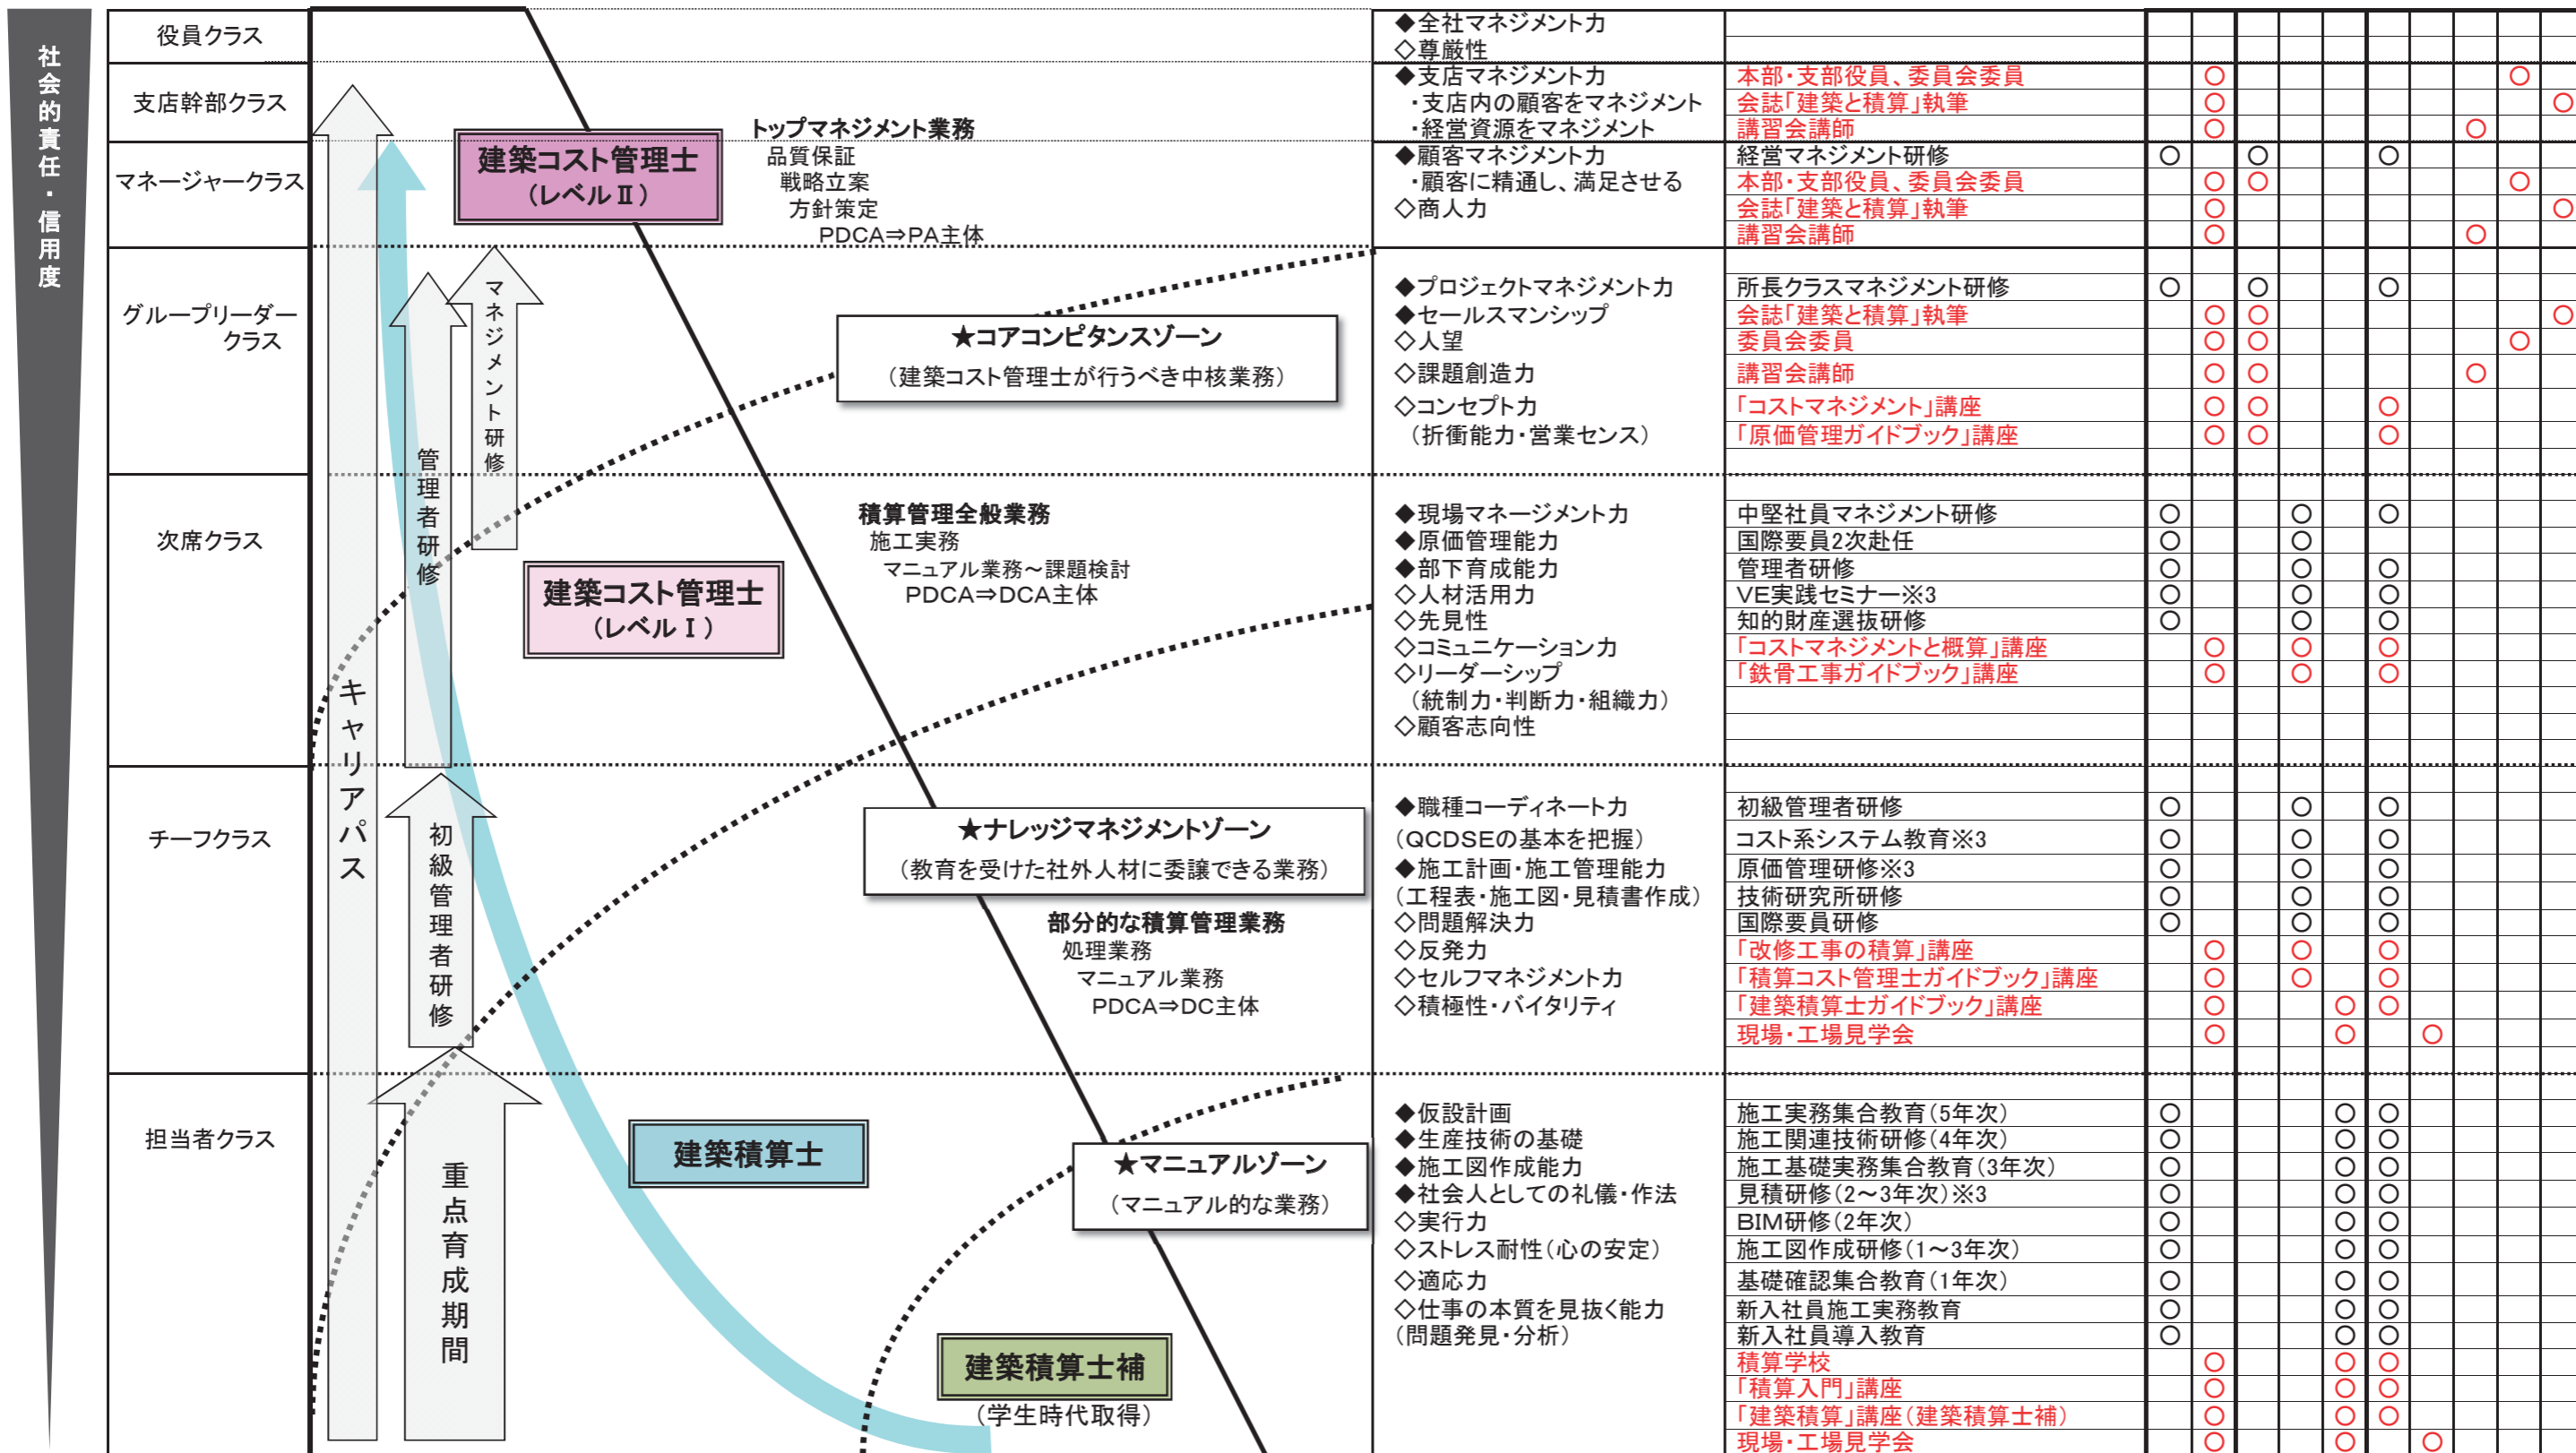 社会的責任・信用度
役員クラス
◆全社マネジメント力
◇尊厳性
支店幹部クラス
◆支店マネジメント力
・支店内の顧客をマネジメント
・経営資源をマネジメント
本部・支部役員、委員会委員 ○ ○
会誌「建築と積算」執筆 ○ ○
講習会講師 ○ ○
マネージャークラス
建築コスト管理士
(レベルⅡ)
トップマネジメント業務
品質保証
戦略立案
方針策定
PDCA⇒PA主体
◆顧客マネジメント力
・顧客に精通し、満足させる
◇商人力
経営マネジメント研修 ○ ○ ○
本部・支部役員、委員会委員 ○ ○ ○
会誌「建築と積算」執筆 ○ ○
講習会講師 ○ ○
グループリーダー
クラス
マネジメント研修
★コアコンピタンスゾーン
(建築コスト管理士が行うべき中核業務)
◆プロジェクトマネジメント力
◆セールスマンシップ
◇人望
◇課題創造力
◇コンセプト力
(折衝能力・営業センス)
所長クラスマネジメント研修 ○ ○ ○
会誌「建築と積算」執筆 ○ ○ ○
委員会委員 ○ ○ ○
講習会講師 ○ ○ ○
「コストマネジメント」講座 ○ ○ ○
「原価管理ガイドブック」講座 ○ ○ ○
次席クラス
管理者研修
建築コスト管理士
(レベルⅠ)
積算管理全般業務
施工実務
マニュアル業務～課題検討
PDCA⇒DCA主体
◆現場マネージメント力
◆原価管理能力
◆部下育成能力
◇人材活用力
◇先見性
◇コミュニケーション力
◇リーダーシップ
(統制力・判断力・組織力)
◇顧客志向性
中堅社員マネジメント研修 ○ ○ ○
国際要員2次赴任 ○ ○
管理者研修 ○ ○ ○
VE実践セミナー※3 ○ ○ ○
知的財産選抜研修 ○ ○ ○
「コストマネジメントと概算」講座 ○ ○ ○
「鉄骨工事ガイドブック」講座 ○ ○ ○
キャリアパス
チーフクラス
初級管理者研修
★ナレッジマネジメントゾーン
(教育を受けた社外人材に委譲できる業務)
部分的な積算管理業務
処理業務
マニュアル業務
PDCA⇒DC主体
◆職種コーディネート力
(QCDSEの基本を把握)
◆施工計画・施工管理能力
(工程表・施工図・見積書作成)
◇問題解決力
◇反発力
◇セルフマネジメント力
◇積極性・バイタリティ
初級管理者研修 ○ ○ ○
コスト系システム教育※3 ○ ○ ○
原価管理研修※3 ○ ○ ○
技術研究所研修 ○ ○ ○
国際要員研修 ○ ○ ○
「改修工事の積算」講座 ○ ○ ○
「積算コスト管理士ガイドブック」講座 ○ ○ ○
「建築積算士ガイドブック」講座 ○ ○ ○
現場・工場見学会 ○ ○ ○
担当者クラス
重点育成期間
建築積算士
★マニュアルゾーン
(マニュアル的な業務)
建築積算士補
(学生時代取得)
◆仮設計画
◆生産技術の基礎
◆施工図作成能力
◆社会人としての礼儀・作法
◇実行力
◇ストレス耐性(心の安定)
◇適応力
◇仕事の本質を見抜く能力
(問題発見・分析)
施工実務集合教育(5年次) ○ ○ ○
施工関連技術研修(4年次) ○ ○ ○
施工基礎実務集合教育(3年次) ○ ○ ○
見積研修(2～3年次)※3 ○ ○ ○
BIM研修(2年次) ○ ○ ○
施工図作成研修(1～3年次) ○ ○ ○
基礎確認集合教育(1年次) ○ ○ ○
新入社員施工実務教育 ○ ○ ○
新入社員導入教育 ○ ○ ○
積算学校 ○ ○ ○
「積算入門」講座 ○ ○ ○
「建築積算」講座(建築積算士補) ○ ○ ○
現場・工場見学会 ○ ○ ○